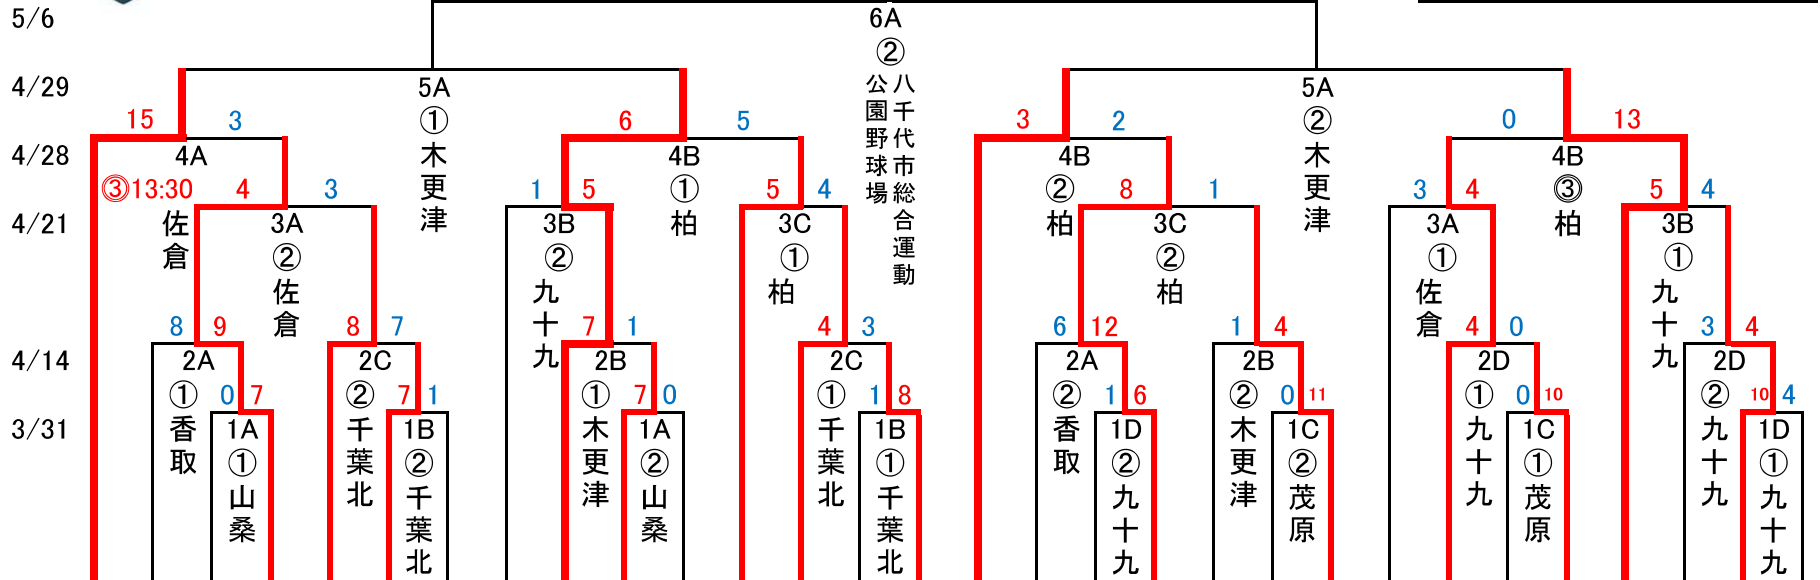 5/6
6A
②
八千代市総合運動
公園野球場
4/29
5A
①
木更津
5A
②
木更津
15 3
6 5
3 2
0 13
4/28
4A
③13:30
佐倉
4B
①
柏
4B
②
柏
4B
③
柏
4 3
1 5
5 4
8 1
3 4
5 4
4/21
3A
②
佐倉
3B
②
九十九
3C
①
柏
3C
②
柏
3A
①
佐倉
3B
①
九十九
8 9
8 7
7 1
4 3
6 12
1 4
4 0
3 4
4/14
2A
①
香取
2C
②
千葉北
2B
①
木更津
2C
①
千葉北
2A
②
香取
2B
②
木更津
2D
①
九十九
2D
②
九十九
0 7
7 1
7 0
1 8
1 6
0 11
0 10
10 4
3/31
1A
①
山桑
1B
②
千葉北
1A
②
山桑
1B
①
千葉北
1D
②
九十九
1C
②
茂原
1C
①
茂原
1D
①
九十九